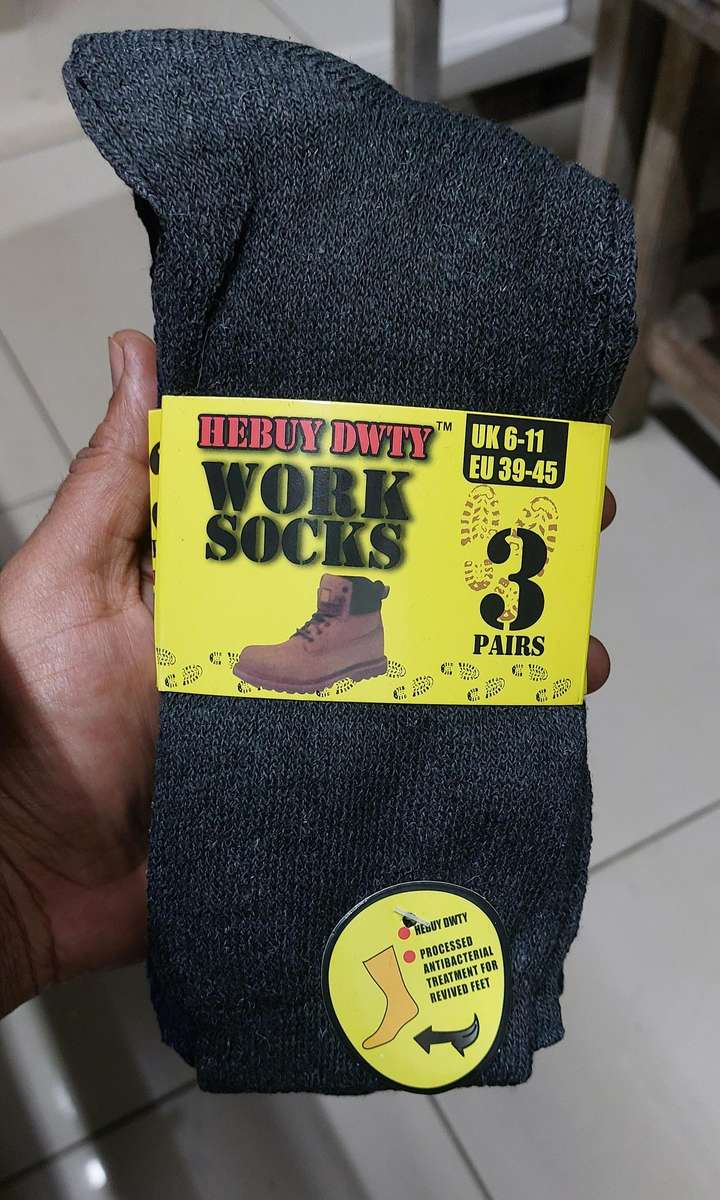 HEBUY DWTY™
WORK
SOCKS
UK 6-11
EU 39-45
3
PAIRS
HEBUY DWTY
PROCESSED
ANTIBACTERIAL
TREATMENT FOR
REVIVED FEET